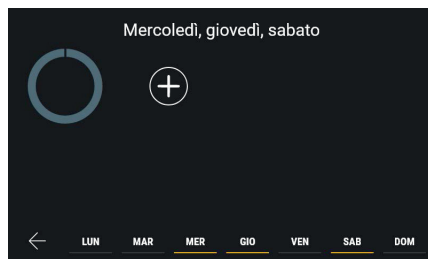 Mercoledì, giovedì, sabato
LUN MAR MER GIO VEN SAB DOM